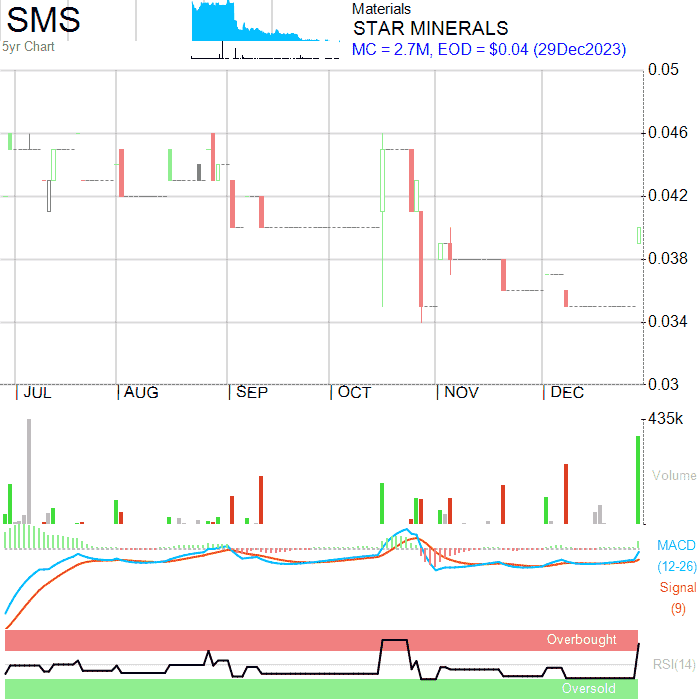 SMS
5yr Chart
Materials
STAR MINERALS
MC = 2.7M, EOD = $0.04 (29Dec2023)
0.05
0.046
0.042
0.038
0.034
0.03
JUL AUG SEP OCT NOV DEC
435k
Volume
MACD
(12-26)
Signal
(9)
Overbought
RSI(14)
Oversold